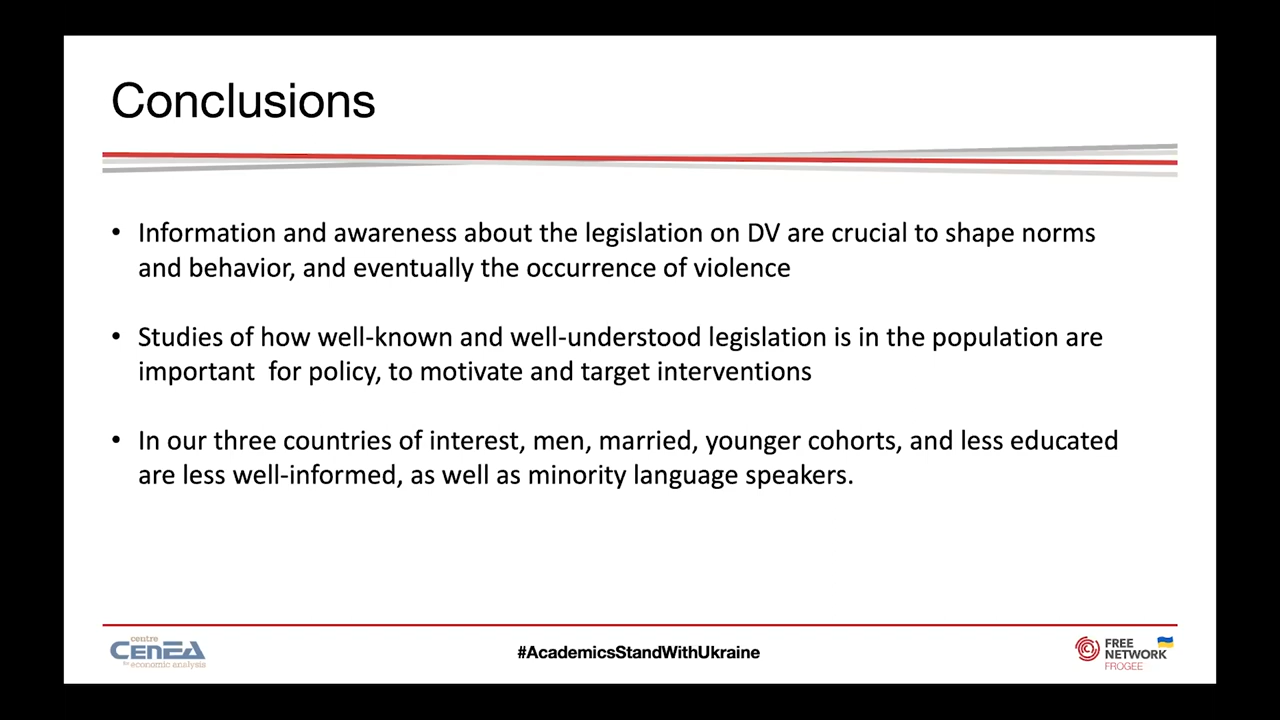 Conclusions
• Information and awareness about the legislation on DV are crucial to shape norms
and behavior, and eventually the occurrence of violence
• Studies of how well-known and well-understood legislation is in the population are
important  for policy, to motivate and target interventions
• In our three countries of interest, men, married, younger cohorts, and less educated
are less well-informed, as well as minority language speakers.
centre
CENEA
for economic analysis
#AcademicsStandWithUkraine
FREE
NETWORK
FROGEE